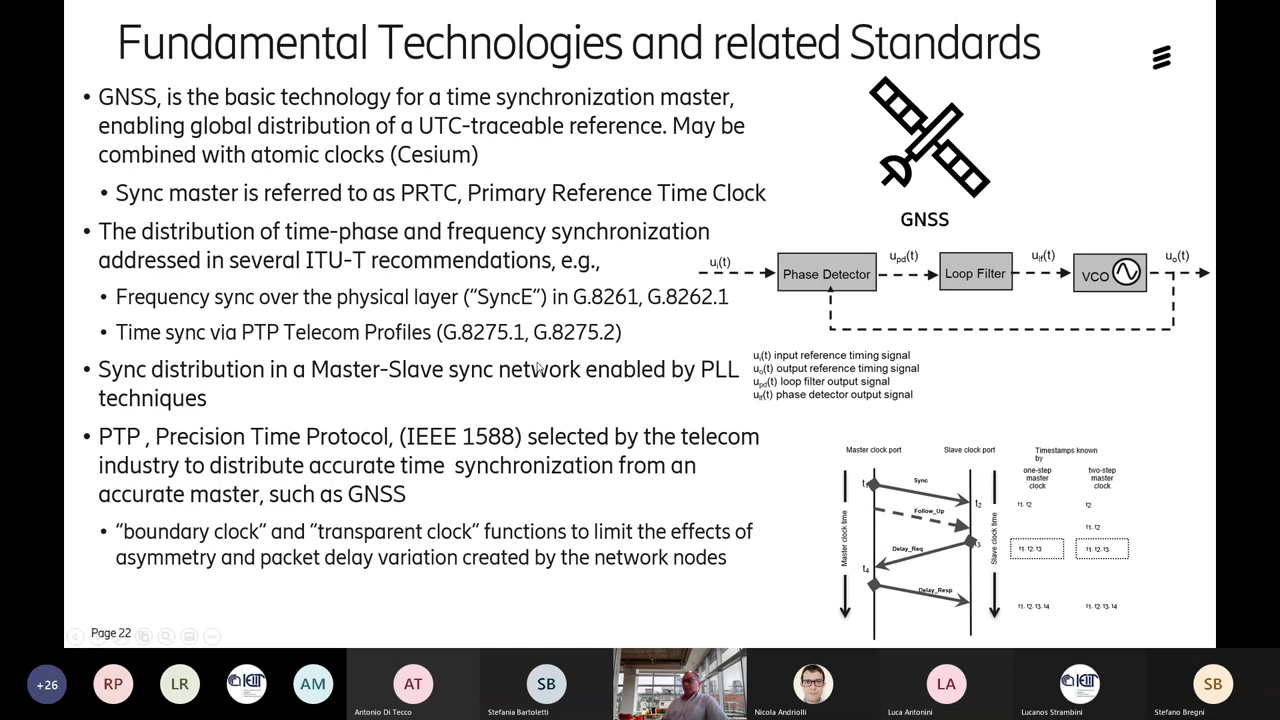 Fundamental Technologies and related Standards
• GNSS, is the basic technology for a time synchronization master,
enabling global distribution of a UTC-traceable reference. May be
combined with atomic clocks (Cesium)
• Sync master is referred to as PRTC, Primary Reference Time Clock
• The distribution of time-phase and frequency synchronization
addressed in several ITU-T recommendations, e.g.,
• Frequency sync over the physical layer (”SyncE”) in G.8261, G.8262.1
• Time sync via PTP Telecom Profiles (G.8275.1, G.8275.2)
• Sync distribution in a Master-Slave sync network enabled by PLL
techniques
• PTP , Precision Time Protocol, (IEEE 1588) selected by the telecom
industry to distribute accurate time synchronization from an
accurate master, such as GNSS
• “boundary clock” and “transparent clock” functions to limit the effects of
asymmetry and packet delay variation created by the network nodes
Page 22
GNSS
ui(t)
Phase Detector
upd(t)
Loop Filter
ulf(t)
VCO
uo(t)
ui(t) input reference timing signal
uo(t) output reference timing signal
upd(t) loop filter output signal
ulf(t) phase detector output signal
Master clock port
Slave clock port
Timestamps known
by
one-step
master
clock
two-step
master
clock
Master clock time
Slave clock time
t1
Sync
t2
t1, t2
t2
Follow_Up
t1, t2
t3
Delay_Req
t1, t2, t3
t1, t2, t3
t4
Delay_Resp
t1, t2, t3, t4
t1, t2, t3, t4
+26
RP
LR
IEIIT
AM
AT
Antonio Di Tecco
SB
Stefania Bartoletti
Nicola Andriolli
LA
Luca Antonini
IEIIT
Lucanos Strambini
SB
Stefano Bregni